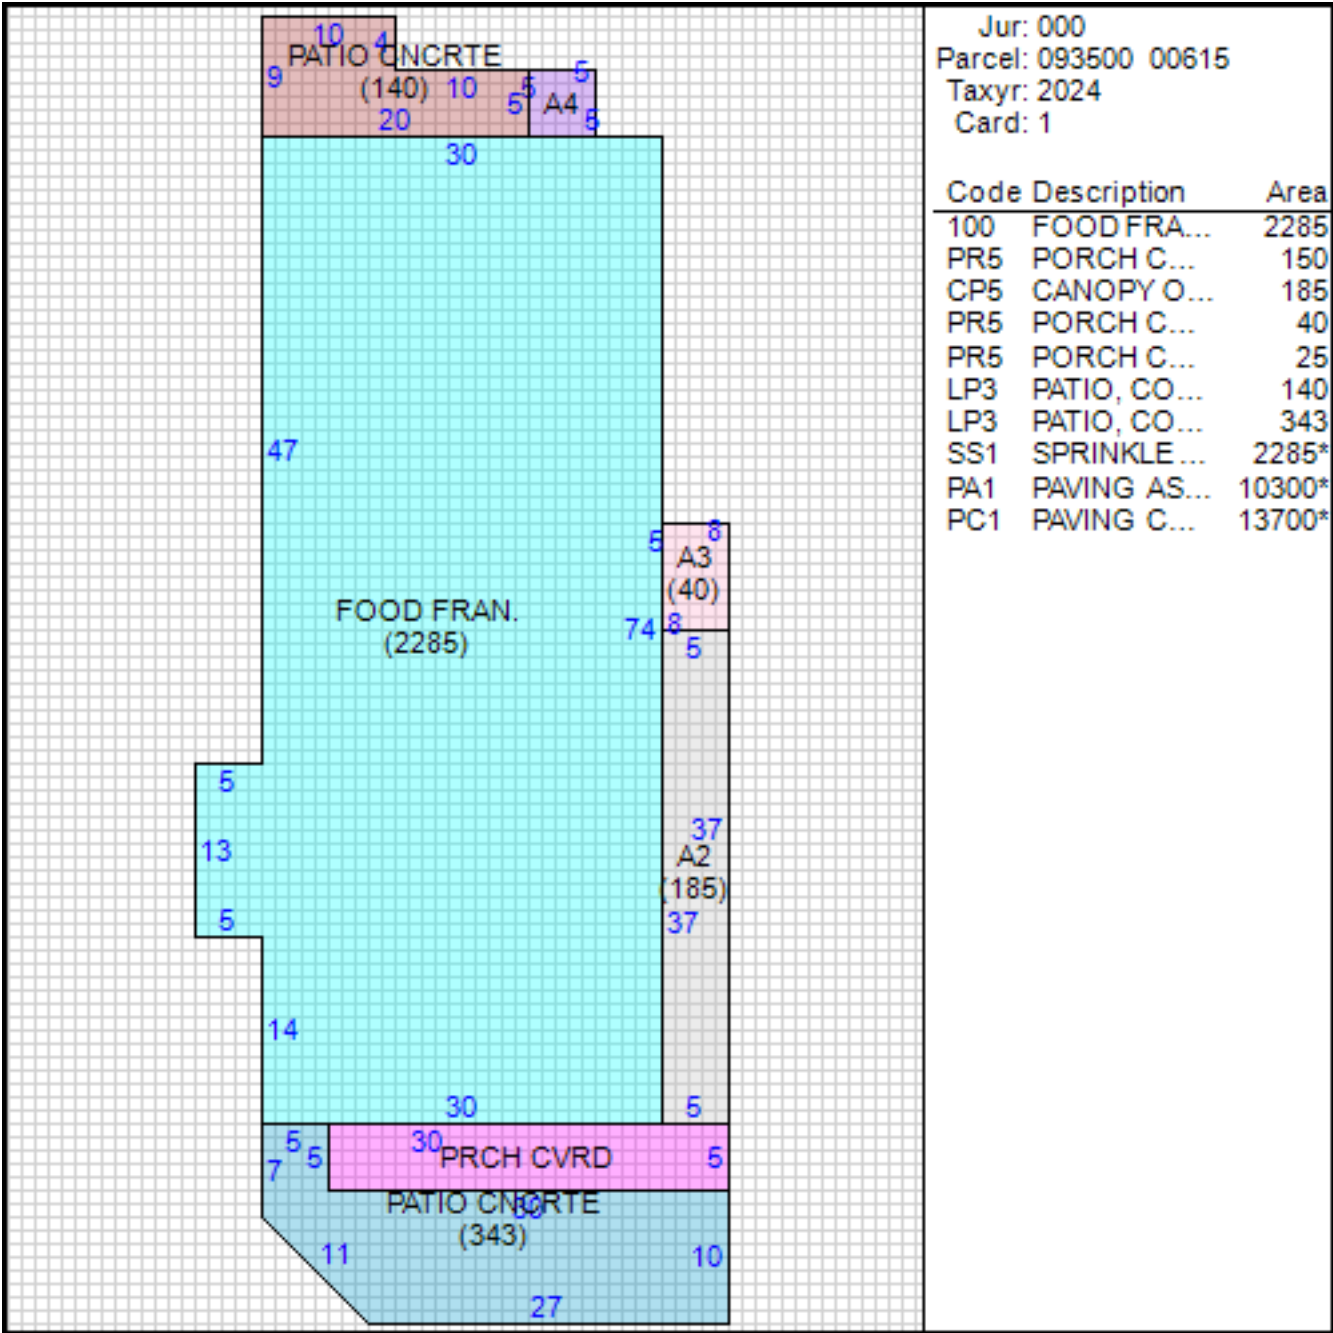 10
4
PATIO CNCRTE
9
(140)
10
5
5
5
A4
20
5
30
47
8
5
A3
(40)
FOOD FRAN.
(2285)
74
8
5
5
13
37
A2
(185)
5
37
14
30
5
5
30
5
PRCH CVRD
5
7
PATIO CNCRTE
30
(343)
11
10
27
Jur: 000
Parcel: 093500 00615
Taxyr: 2024
Card: 1
Code Description Area
100 FOOD FRA... 2285
PR5 PORCH C... 150
CP5 CANOPY O... 185
PR5 PORCH C... 40
PR5 PORCH C... 25
LP3 PATIO, CO... 140
LP3 PATIO, CO... 343
SS1 SPRINKLE ... 2285*
PA1 PAVING AS... 10300*
PC1 PAVING C... 13700*